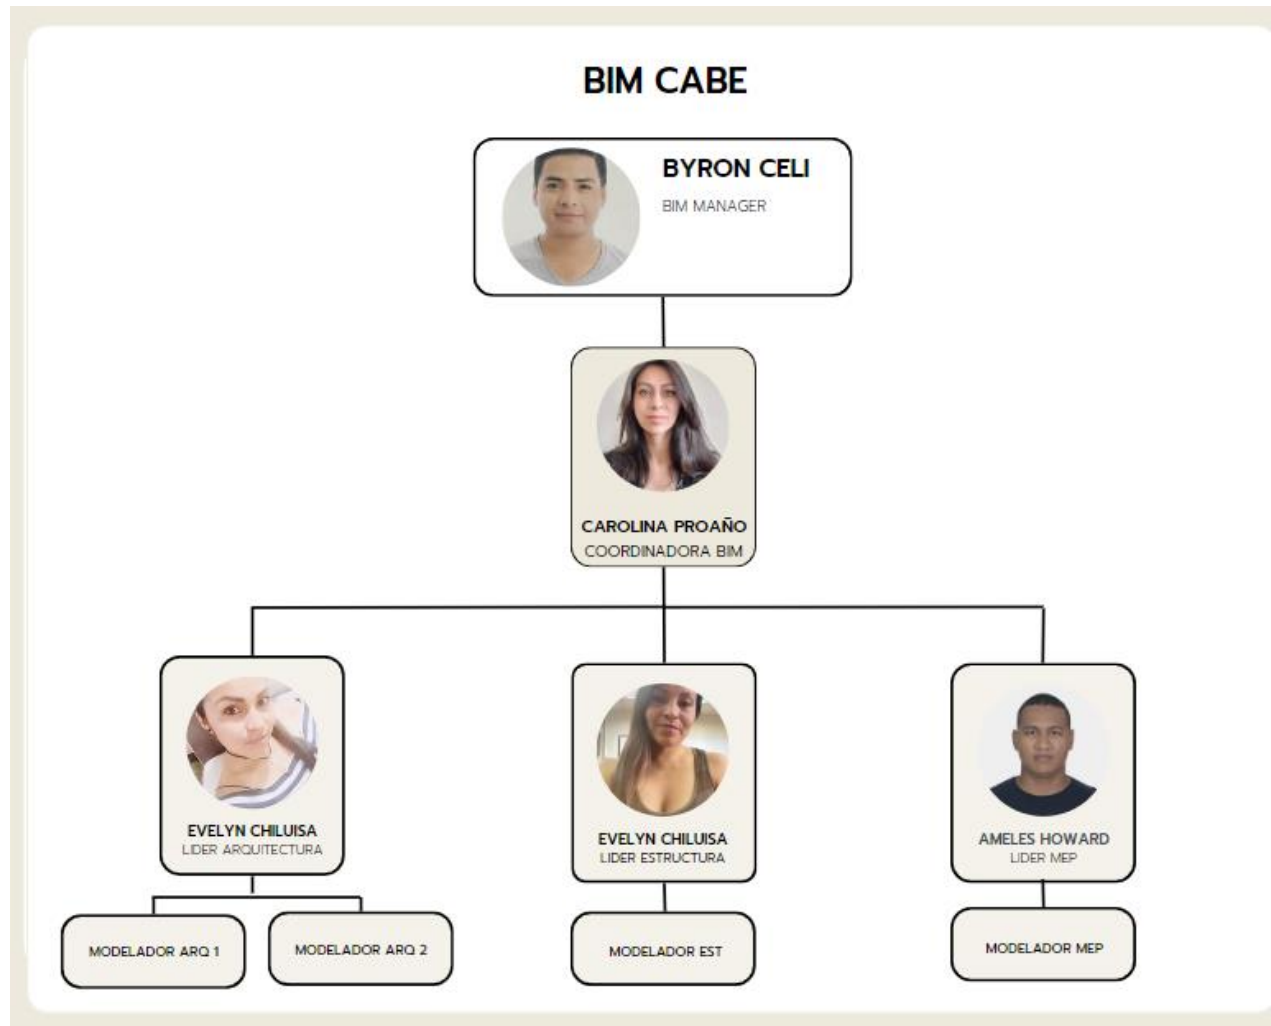 BIM CABE
BYRON CELI
BIM MANAGER
CAROLINA PROAÑO
COORDINADORA BIM
EVELYN CHILUISA
LIDER ARQUITECTURA
EVELYN CHILUISA
LIDER ESTRUCTURA
AMELES HOWARD
LIDER MEP
MODELADOR ARQ 1
MODELADOR ARQ 2
MODELADOR EST
MODELADOR MEP